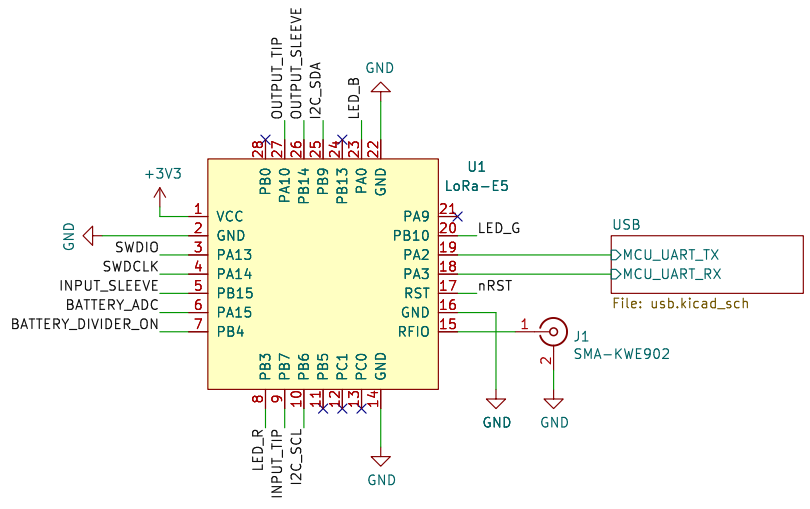 OUTPUT_TIP
OUTPUT_SLEEVE
I2C_SDA
LED_B
GND
28
27
26
25
24
23
22
PB0
PA10
PB14
PB9
PB13
PA0
GND
U1
LoRa-E5
+3V3
1 VCC
GND 2 GND
SWDIO 3 PA13
SWDCLK 4 PA14
INPUT_SLEEVE 5 PB15
BATTERY_ADC 6 PA15
BATTERY_DIVIDER_ON 7 PB4
PA9 21
PB10 20 LED_G
PA2 19
PA3 18
RST 17 nRST
GND 16
RFIO 15
USB
MCU_UART_TX
MCU_UART_RX
File: usb.kicad_sch
1
2
J1
SMA-KWE902
GND
GND
PB3
PB7
PB6
PB5
PC1
PC0
GND
8
9
10
11
12
13
14
LED_R
INPUT_TIP
I2C_SCL
GND